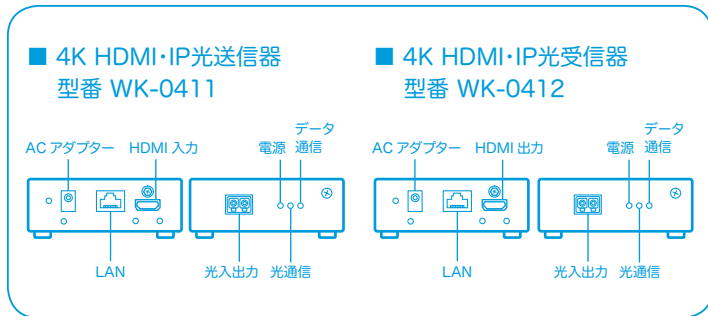 ■ 4K HDMI・IP光送信器
型番 WK-0411
データ
AC アダプター HDMI 入力 電源 通信
LAN 光入出力 光通信
■ 4K HDMI・IP光受信器
型番 WK-0412
データ
AC アダプター HDMI 出力 電源 通信
LAN 光入出力 光通信